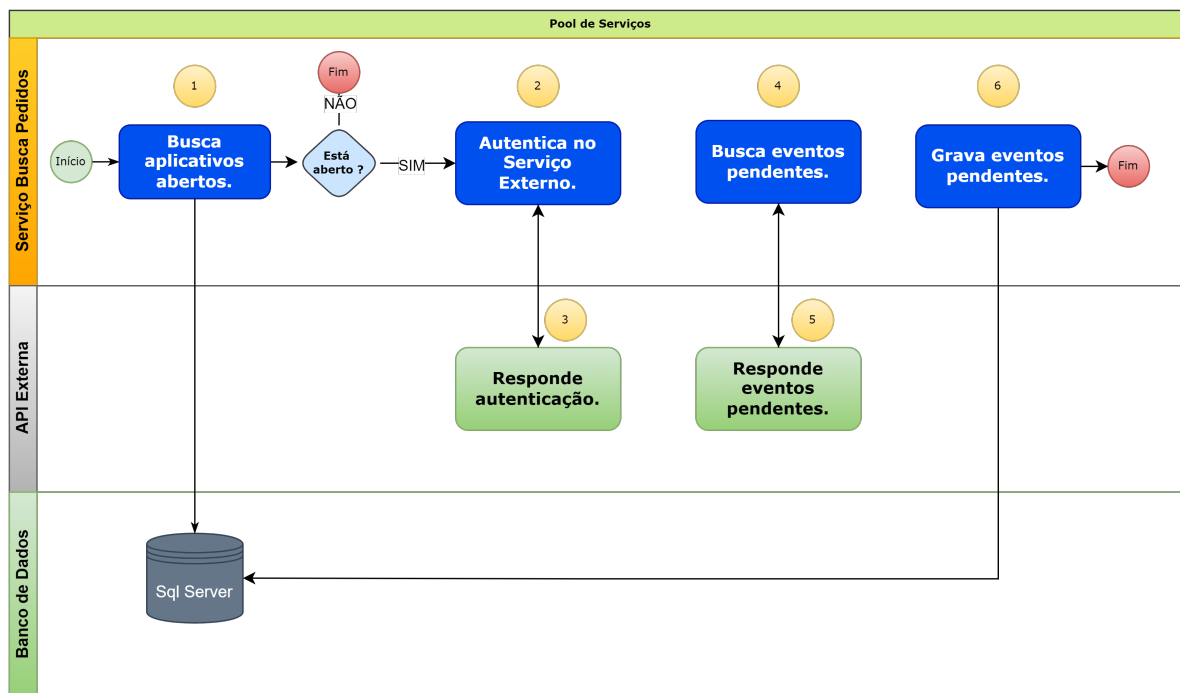 Pool de Serviços
Serviço Busca Pedidos
Início
1
Busca
aplicativos
abertos.
Fim
NÃO
Está
aberto ?
SIM
2
Autentica no
Serviço
Externo.
4
Busca eventos
pendentes.
6
Grava eventos
pendentes.
Fim
API Externa
3
Responde
autenticação.
5
Responde
eventos
pendentes.
Banco de Dados
Sql Server